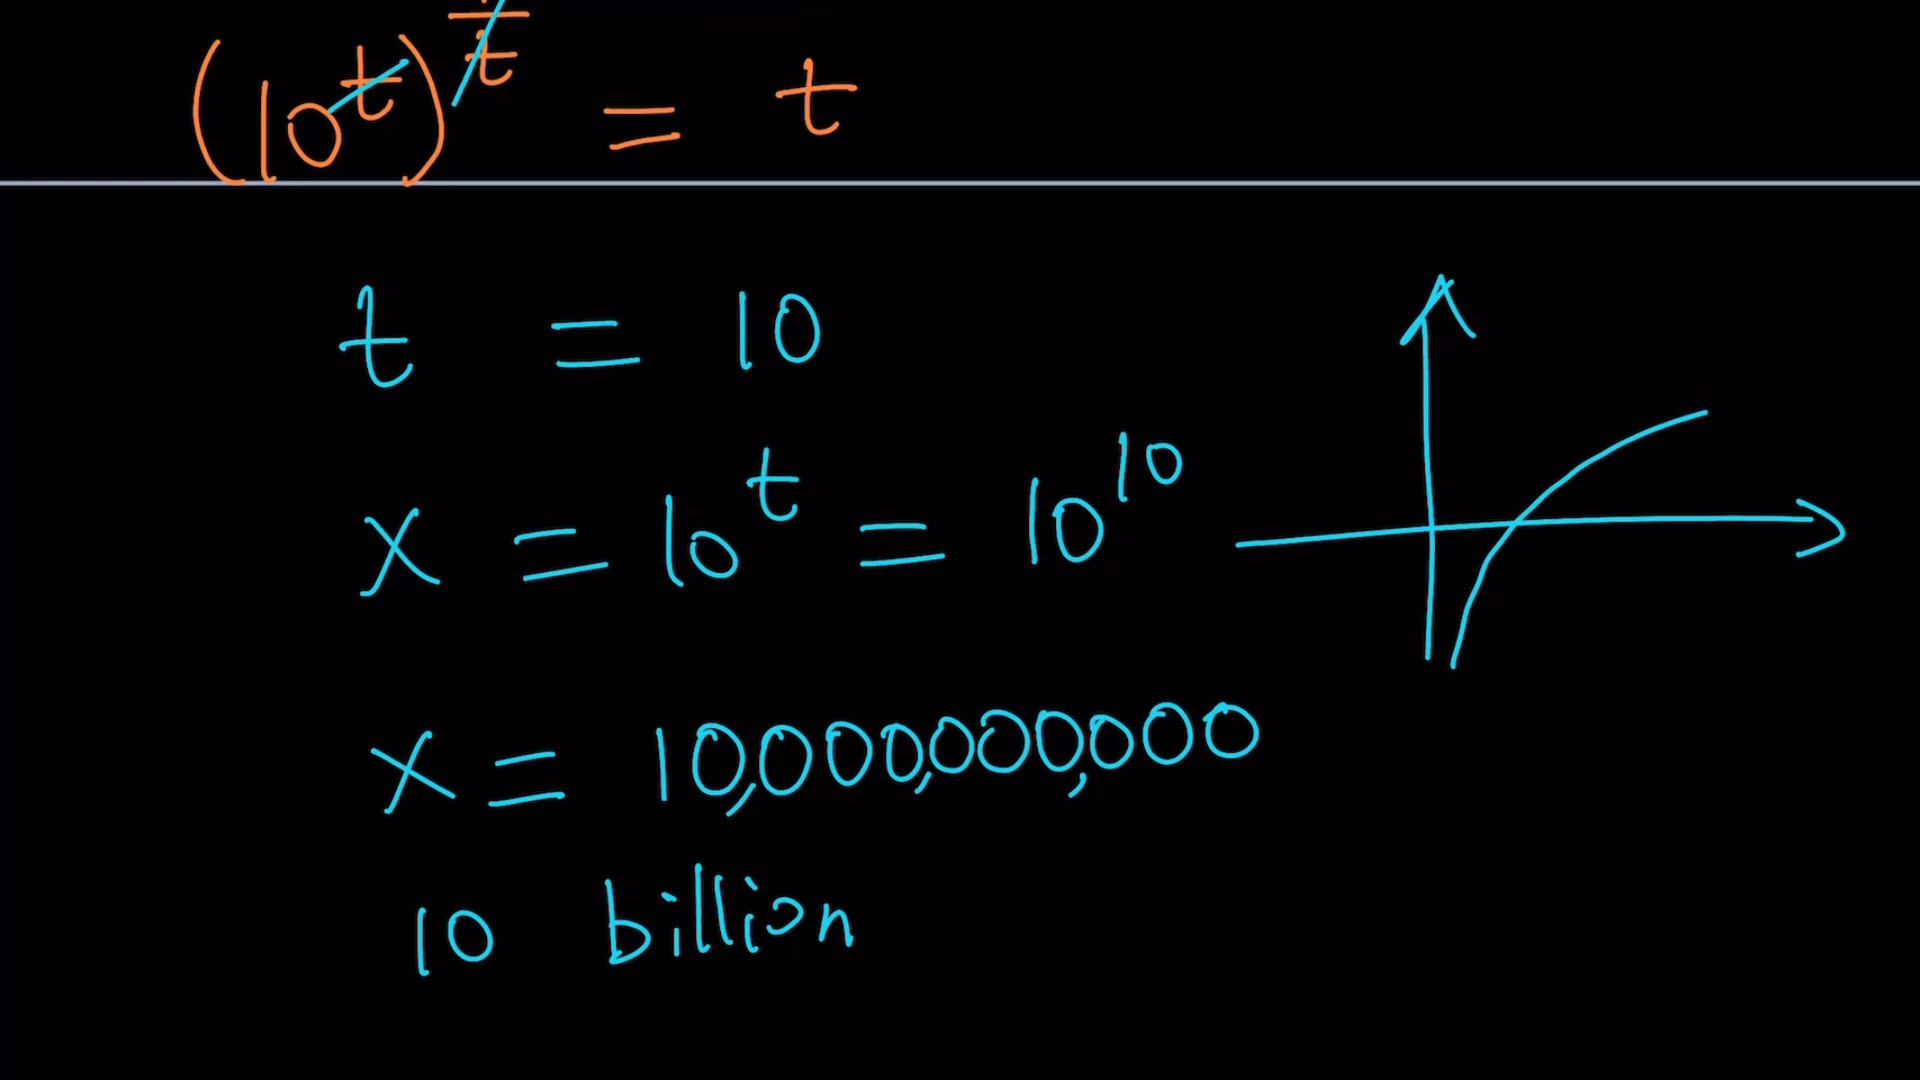 (10^t)^(1/t) = t
t = 10
x = 10^t = 10^10
x = 10,000,000,000
10 billion